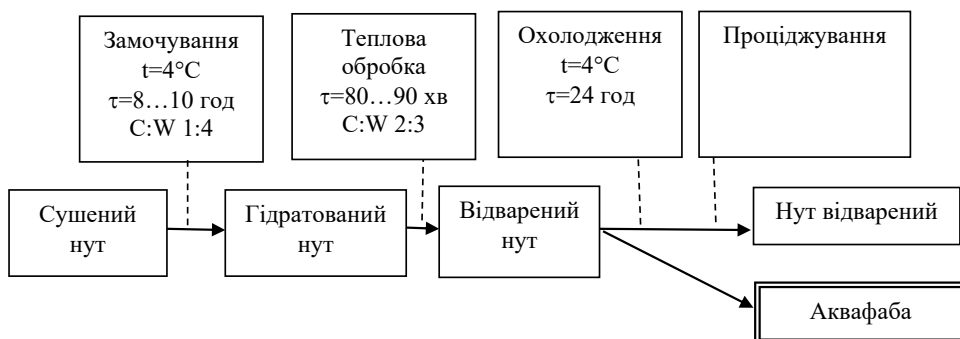 Замочування
t=4°C
τ=8…10 год
C:W 1:4
Теплова
обробка
τ=80…90 хв
C:W 2:3
Охолодження
t=4°C
τ=24 год
Проціджування
Сушений
нут
Гідратований
нут
Відварений
нут
Нут відварений
Аквафаба